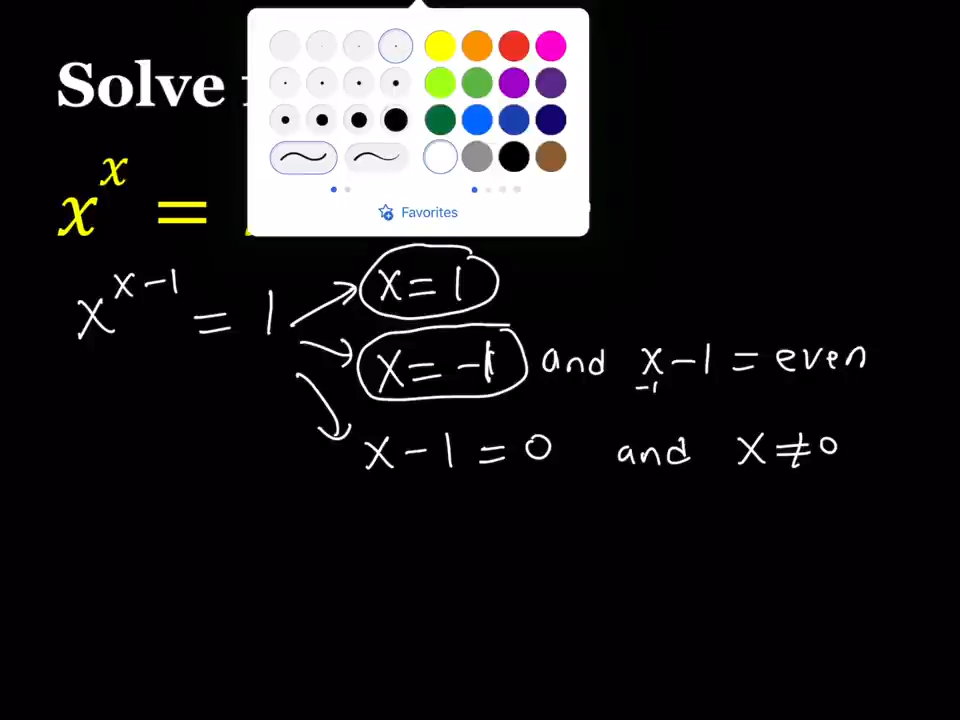 Solve
Favorites
x^x =
x^{x-1} = 1
x = 1
x = -1 and x - 1 = even
-1
x - 1 = 0 and x ≠ 0